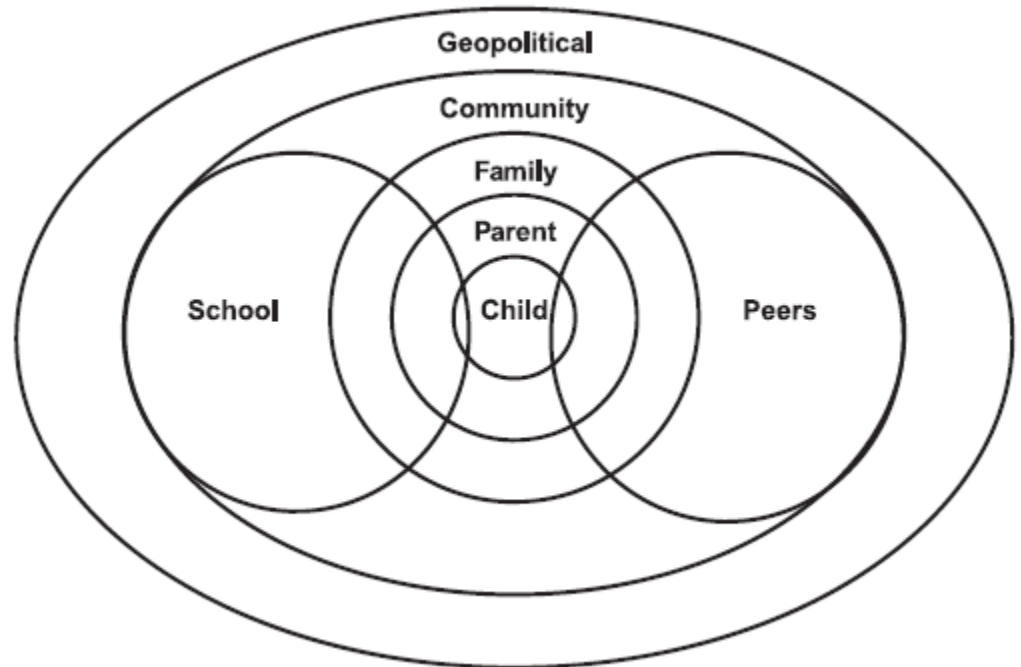 Geopolitical
Community
Family
Parent
School
Child
Peers